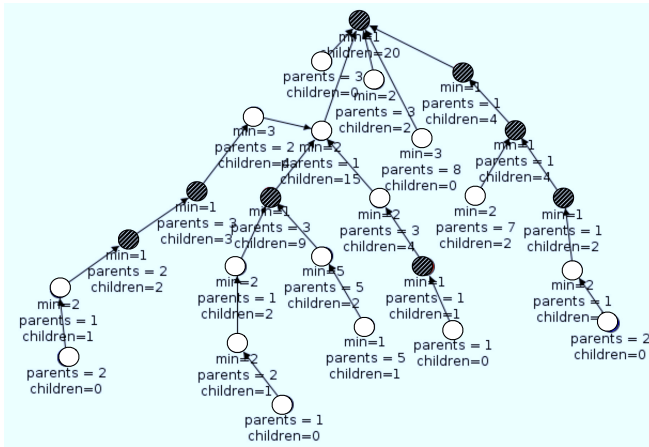 min=1
children=20
parents = 3
children=0
min=2
parents = 3
children=2
min=1
parents = 1
children=4
min=3
parents = 2
children=4
min=2
parents = 1
children=15
min=3
parents = 8
children=0
min=1
parents = 1
children=4
min=1
parents = 3
children=3
min=1
parents = 3
children=9
min=2
parents = 3
children=4
min=2
parents = 7
children=2
min=1
parents = 1
children=2
min=1
parents = 2
children=2
min=2
parents = 1
children=2
min=5
parents = 5
children=2
min=1
parents = 1
children=1
min=2
parents = 1
children=
min=2
parents = 1
children=1
min=1
parents = 5
children=1
parents = 1
children=0
parents = 2
children=0
min=2
parents = 2
children=1
parents = 2
children=0
parents = 1
children=0